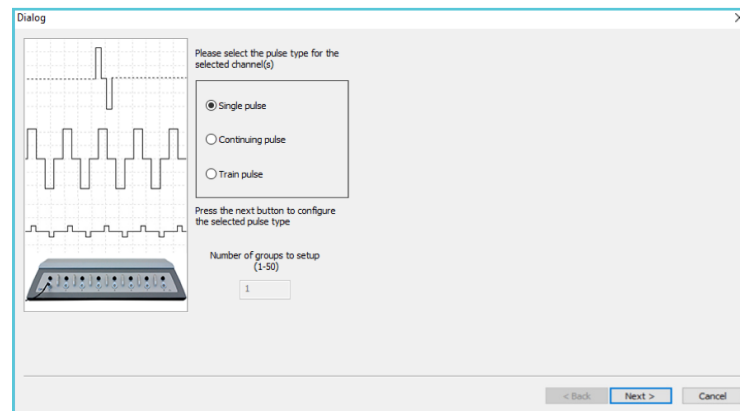 Dialog
Please select the pulse type for the
selected channel(s)
Single pulse
Continuing pulse
Train pulse
Press the next button to configure
the selected pulse type
Number of groups to setup
(1-50)
1
< Back
Next >
Cancel